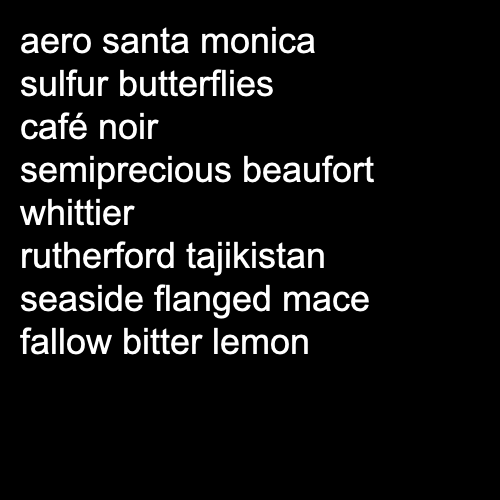 aero santa monica
sulfur butterflies
café noir
semiprecious beaufort
whittier
rutherford tajikistan
seaside flanged mace
fallow bitter lemon